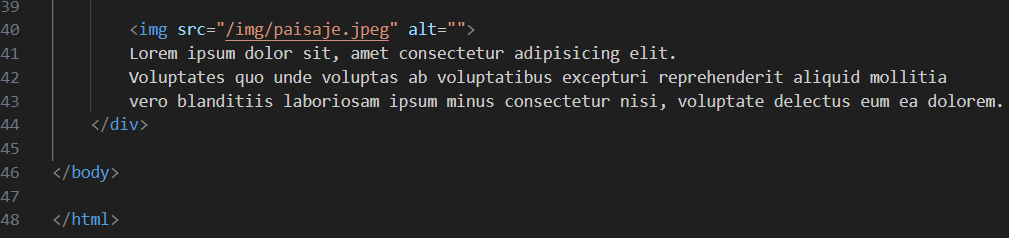 39
40 <img src="/img/paisaje.jpeg" alt="">
41 Lorem ipsum dolor sit, amet consectetur adipisicing elit.
42 Voluptates quo unde voluptas ab voluptatibus excepturi reprehenderit aliquid mollitia
43 vero blanditiis laboriosam ipsum minus consectetur nisi, voluptate delectus eum ea dolorem.
44 </div>
45
46 </body>
47
48 </html>